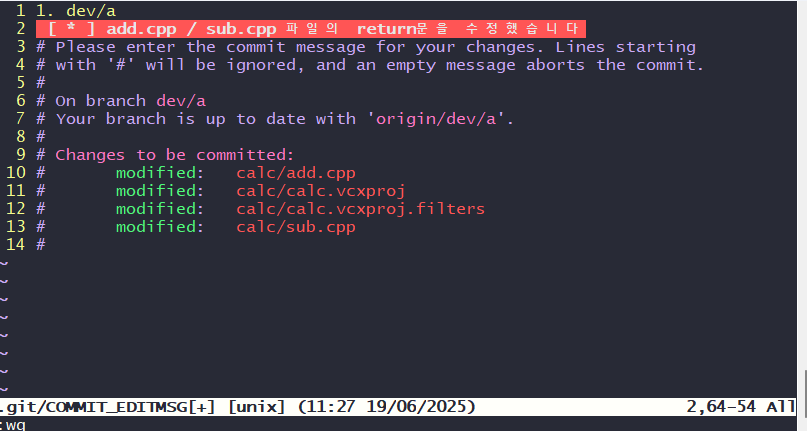 1 1. dev/a
2 [ * ] add.cpp / sub.cpp 파일의 return문을 수정했습니다
3 # Please enter the commit message for your changes. Lines starting
4 # with '#' will be ignored, and an empty message aborts the commit.
5 #
6 # On branch dev/a
7 # Your branch is up to date with 'origin/dev/a'.
8 #
9 # Changes to be committed:
10 #       modified:   calc/add.cpp
11 #       modified:   calc/calc.vcxproj
12 #       modified:   calc/calc.vcxproj.filters
13 #       modified:   calc/sub.cpp
14 #
~
~
~
~
~
~
~
~
.git/COMMIT_EDITMSG[+] [unix] (11:27 19/06/2025) 2,64-54 All
:wq